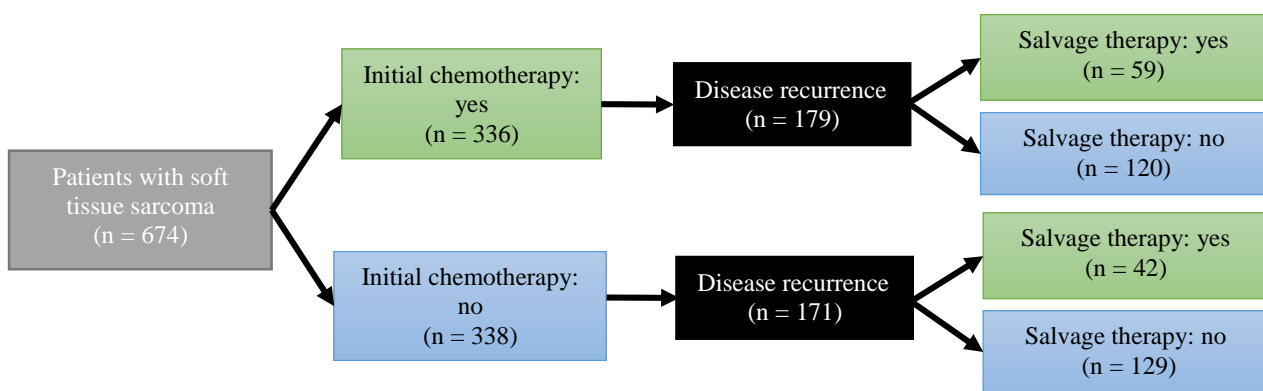 Patients with soft
tissue sarcoma
(n = 674)
Initial chemotherapy:
yes
(n = 336)
Disease recurrence
(n = 179)
Salvage therapy: yes
(n = 59)
Salvage therapy: no
(n = 120)
Initial chemotherapy:
no
(n = 338)
Disease recurrence
(n = 171)
Salvage therapy: yes
(n = 42)
Salvage therapy: no
(n = 129)